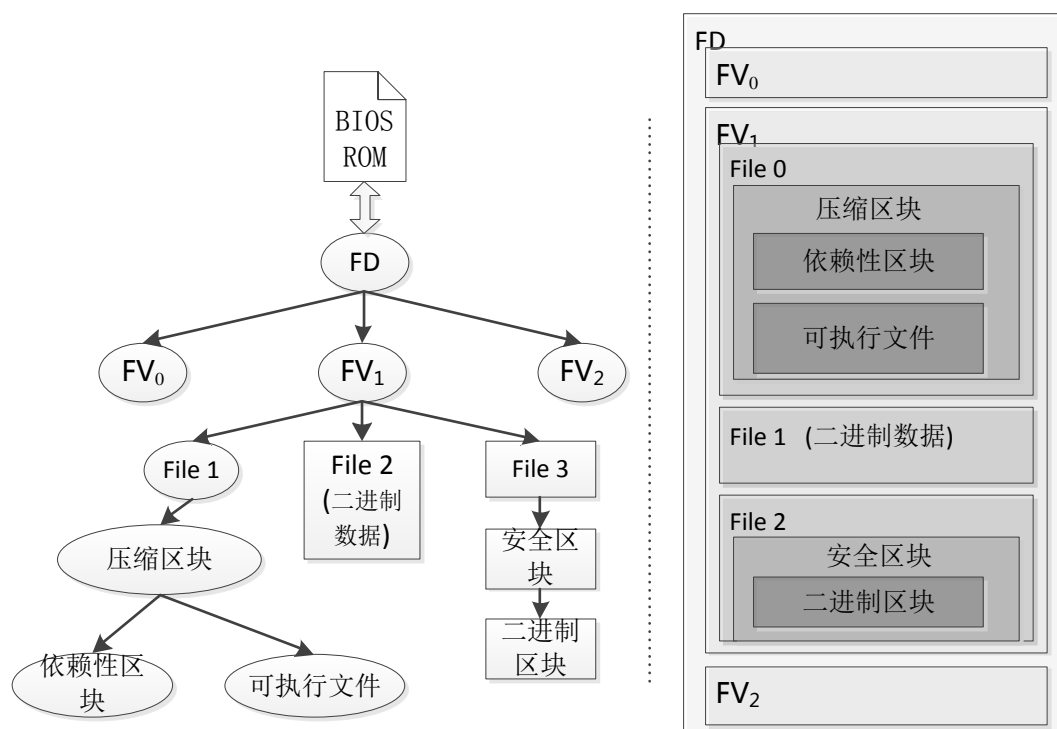 BIOS
ROM
FD
FV₀
FV₁
FV₂
File 1
File 2
(二进制
数据)
File 3
压缩区块
安全区
块
依赖性区
块
可执行文件
二进制
区块
FD
FV₀
FV₁
File 0
压缩区块
依赖性区块
可执行文件
File 1 (二进制数据)
File 2
安全区块
二进制区块
FV₂